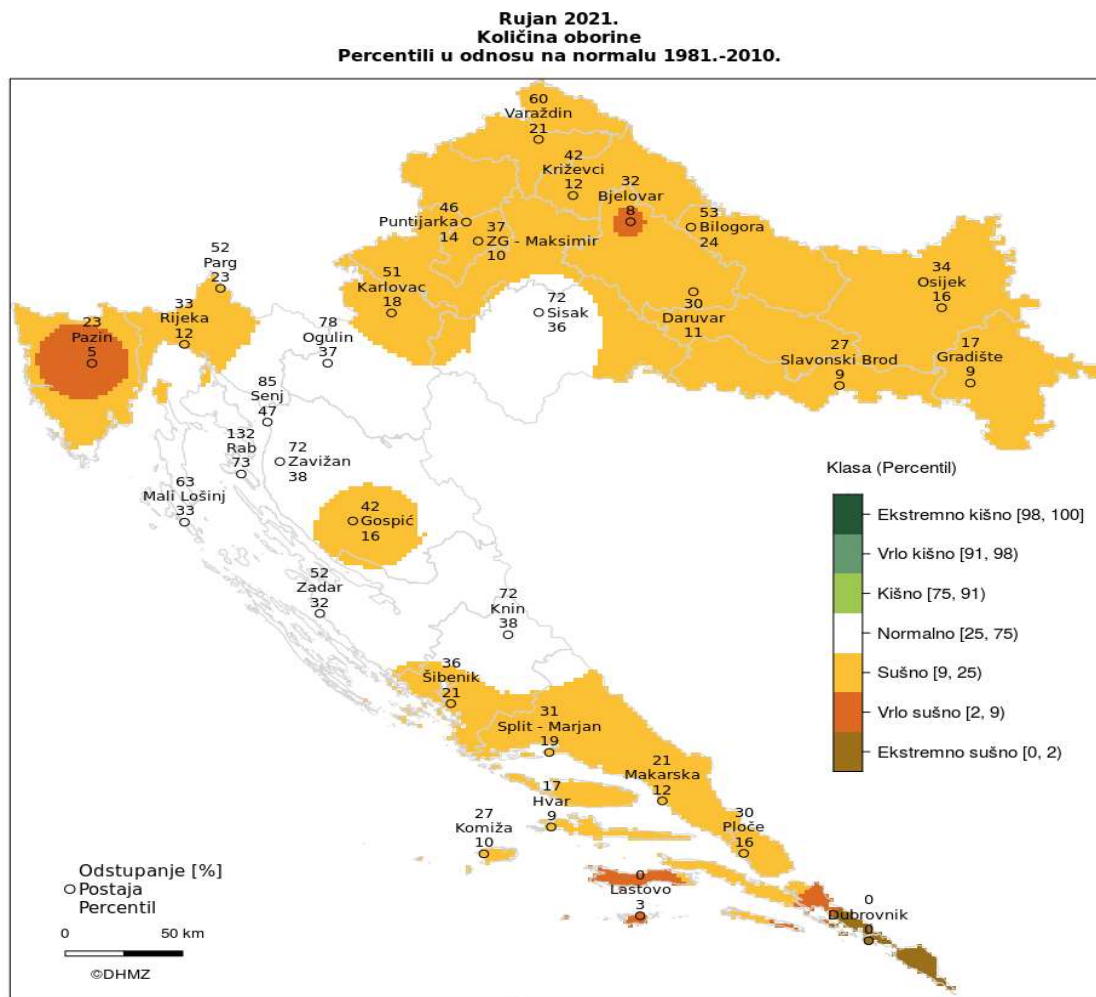 Rujan 2021.
Količina oborine
Percentili u odnosu na normalu 1981.-2010.
60
Varaždin
21
42
Križevci
12
32
Bjelovar
8
46
Puntijarka
14
37
ZG - Maksimir
10
53
Bilogora
24
52
Parg
23
51
Karlovac
18
34
Osijek
16
33
Rijeka
12
72
Sisak
36
30
Daruvar
11
23
Pazin
5
78
Ogulin
37
27
Slavonski Brod
9
17
Gradište
9
85
Senj
47
132
Rab
73
72
Zavižan
38
63
Mali Lošinj
33
42
Gospić
16
52
Zadar
32
72
Knin
38
36
Šibenik
21
31
Split - Marjan
19
21
Makarska
12
17
Hvar
9
27
Komiža
10
30
Ploče
16
0
Lastovo
3
0
Dubrovnik
0
Klasa (Percentil)
Ekstremno kišno [98, 100]
Vrlo kišno [91, 98)
Kišno [75, 91)
Normalno [25, 75)
Sušno [9, 25)
Vrlo sušno [2, 9)
Ekstremno sušno [0, 2)
Odstupanje [%]
Postaja
Percentil
0 50 km
©DHMZ